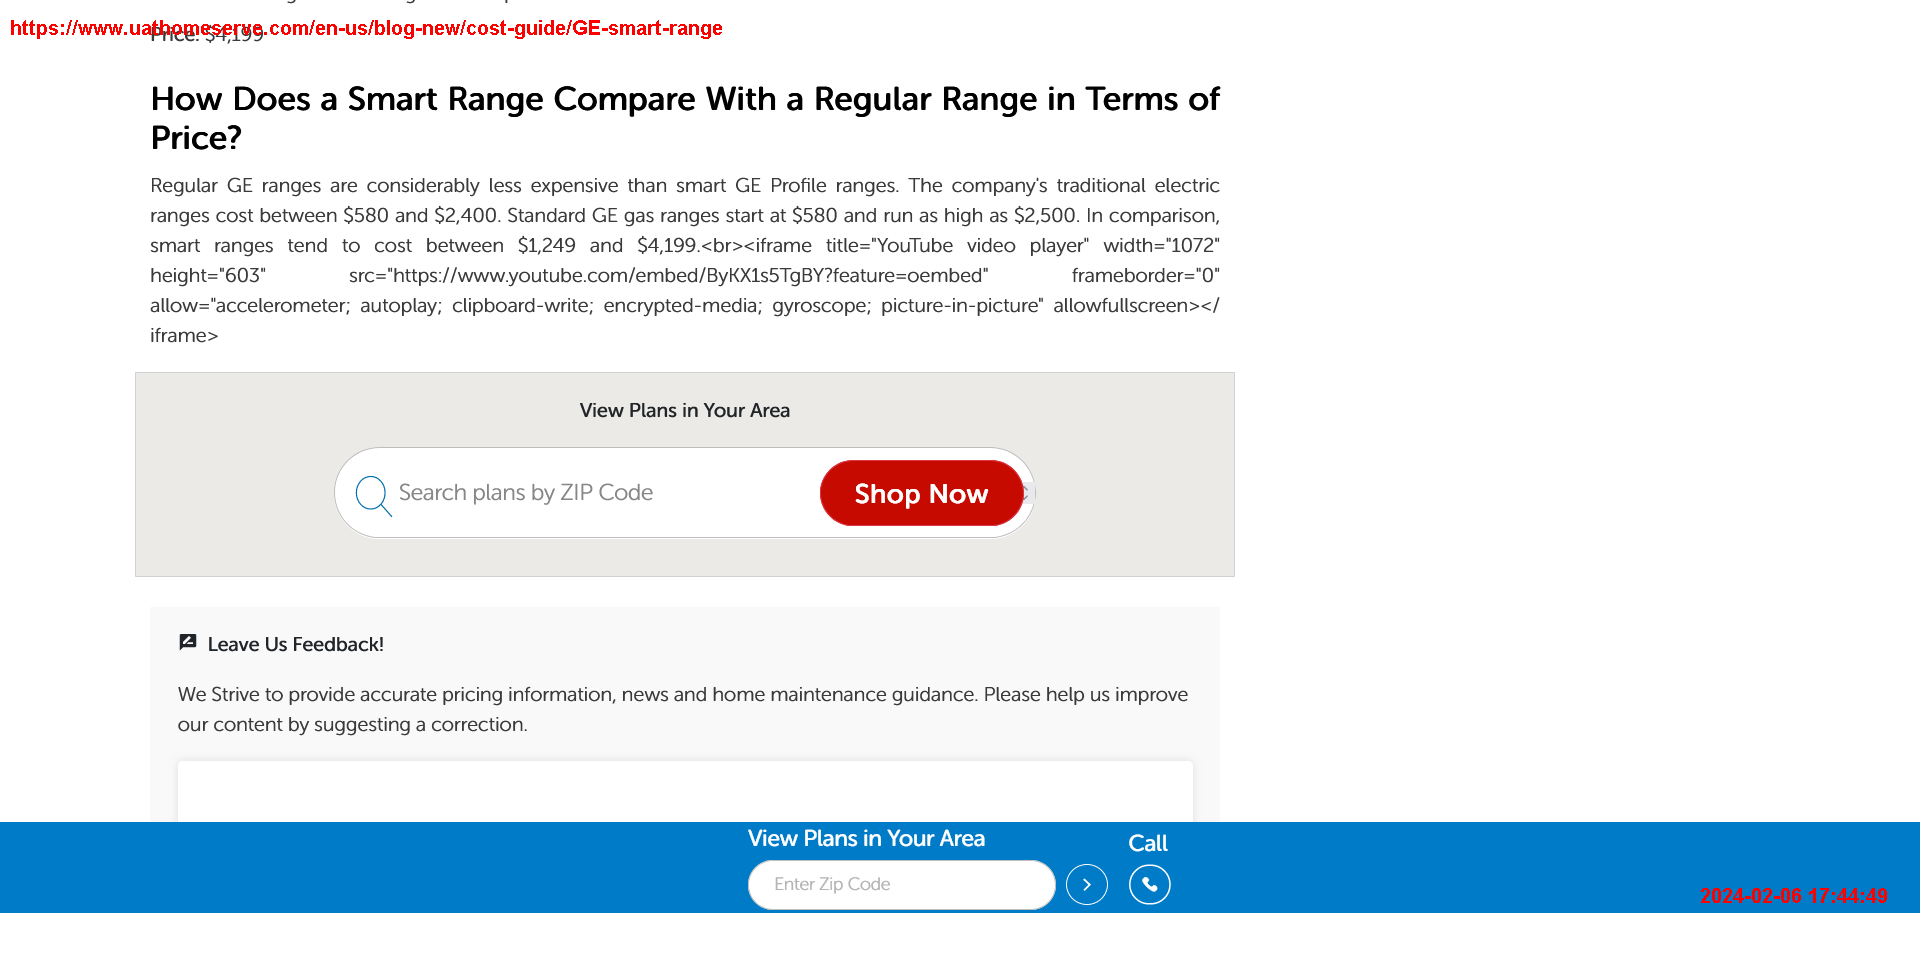 https://www.uathomeserve.com/en-us/blog-new/cost-guide/GE-smart-range
Price: $4,199
How Does a Smart Range Compare With a Regular Range in Terms of
Price?
Regular GE ranges are considerably less expensive than smart GE Profile ranges. The company's traditional electric
ranges cost between $580 and $2,400. Standard GE gas ranges start at $580 and run as high as $2,500. In comparison,
smart ranges tend to cost between $1,249 and $4,199.<br><iframe title="YouTube video player" width="1072"
height="603" src="https://www.youtube.com/embed/ByKX1s5TgBY?feature=oembed" frameborder="0"
allow="accelerometer; autoplay; clipboard-write; encrypted-media; gyroscope; picture-in-picture" allowfullscreen></
iframe>
View Plans in Your Area
Search plans by ZIP Code
Shop Now
Leave Us Feedback!
We Strive to provide accurate pricing information, news and home maintenance guidance. Please help us improve
our content by suggesting a correction.
View Plans in Your Area
Call
Enter Zip Code
2024-02-06 17:44:49